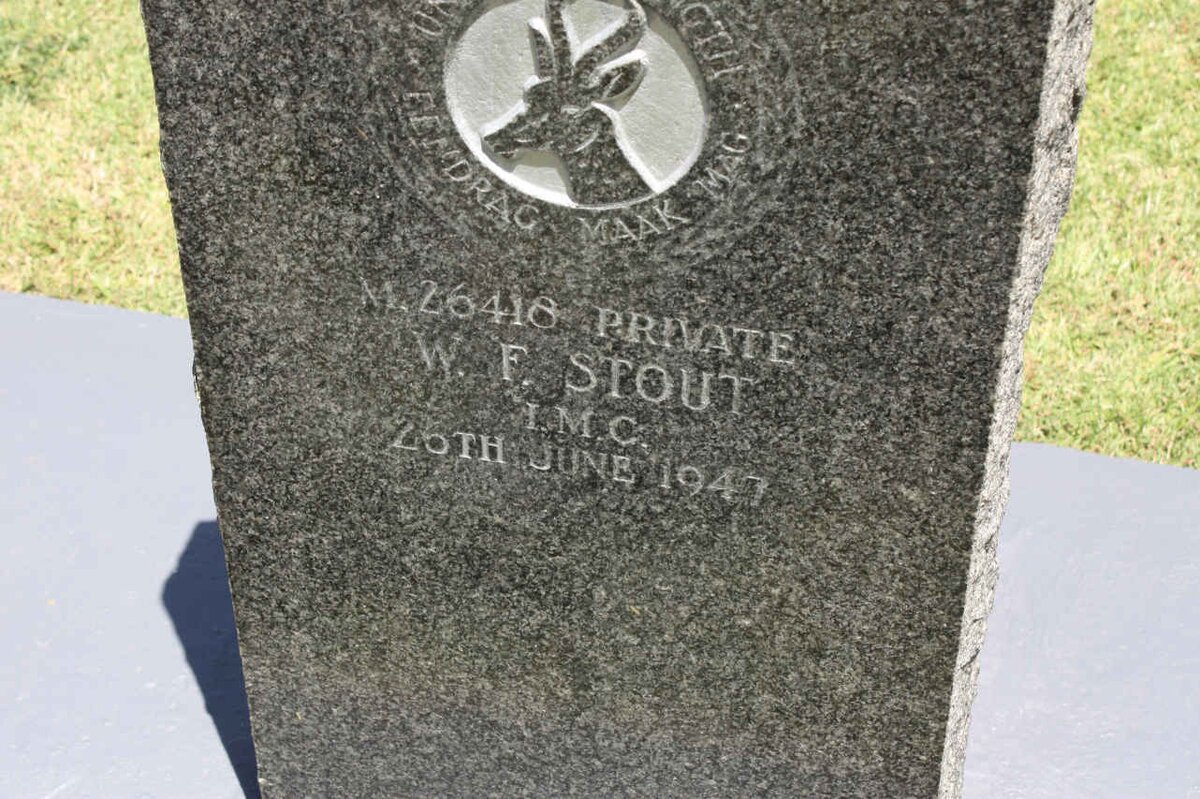 EENDRAG MAAK MAG
M. 26418 PRIVATE
W. F. STOUT
I.M.C.
26TH JUNE 1947